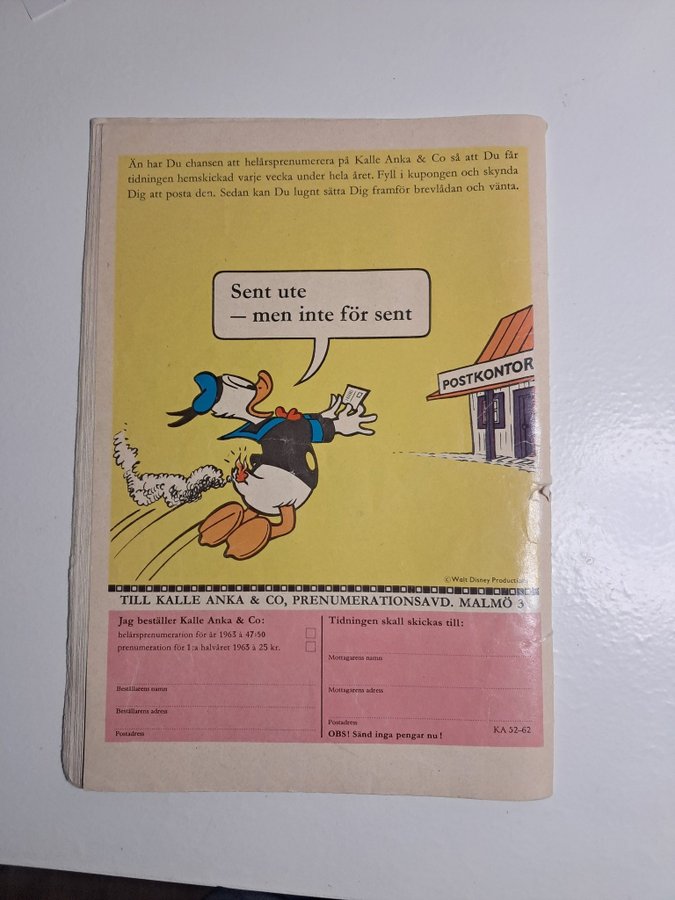 Än har Du chansen att helårsprenumerera på Kalle Anka & Co så att Du får
tidningen hemskickad varje vecka under hela året. Fyll i kupongen och skynda
Dig att posta den. Sedan kan Du lugnt sätta Dig framför brevlådan och vänta.
Sent ute
— men inte för sent
POSTKONTOR
©Walt Disney Productions
TILL KALLE ANKA & CO, PRENUMERATIONSAVD. MALMÖ 3
Jag beställer Kalle Anka & Co:
helårsprenumeration för år 1963 à 47:50
prenumeration för 1:a halvåret 1963 à 25 kr.
Beställarens namn
Beställarens adress
Postadress
Tidningen skall skickas till:
Mottagarens namn
Mottagarens adress
Postadress
OBS! Sänd inga pengar nu!
KA 52-62